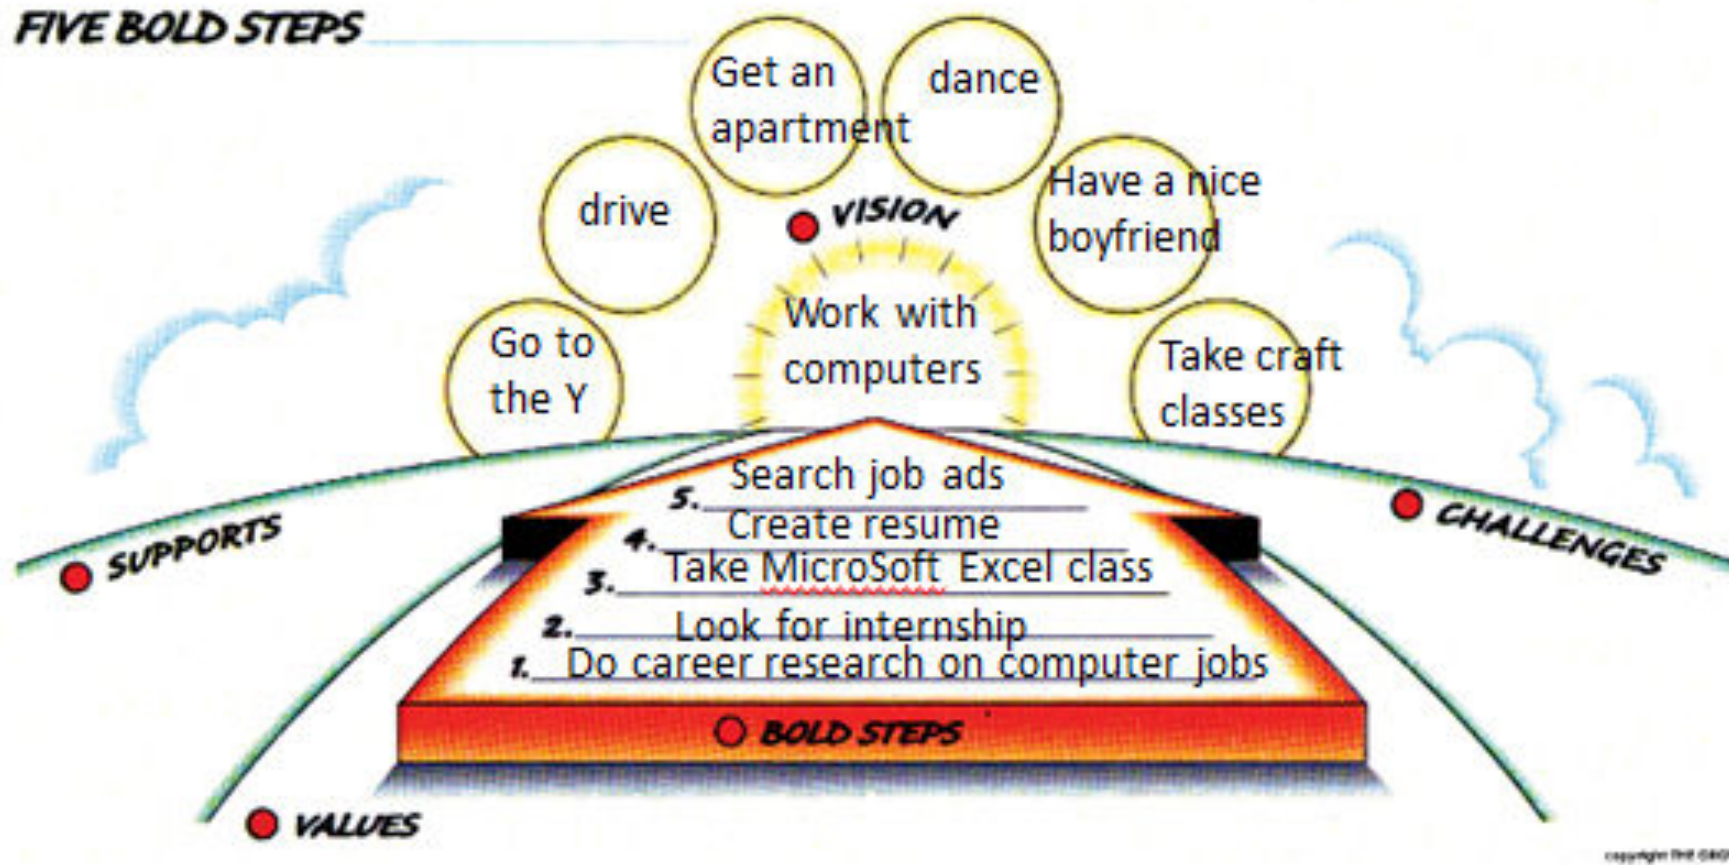 FIVE BOLD STEPS
Get an
apartment
dance
drive
Have a nice
boyfriend
VISION
Go to
the Y
Work with
computers
Take craft
classes
5. Search job ads
4. Create resume
3. Take MicroSoft Excel class
2. Look for internship
1. Do career research on computer jobs
SUPPORTS
CHALLENGES
BOLD STEPS
VALUES
copyright THE